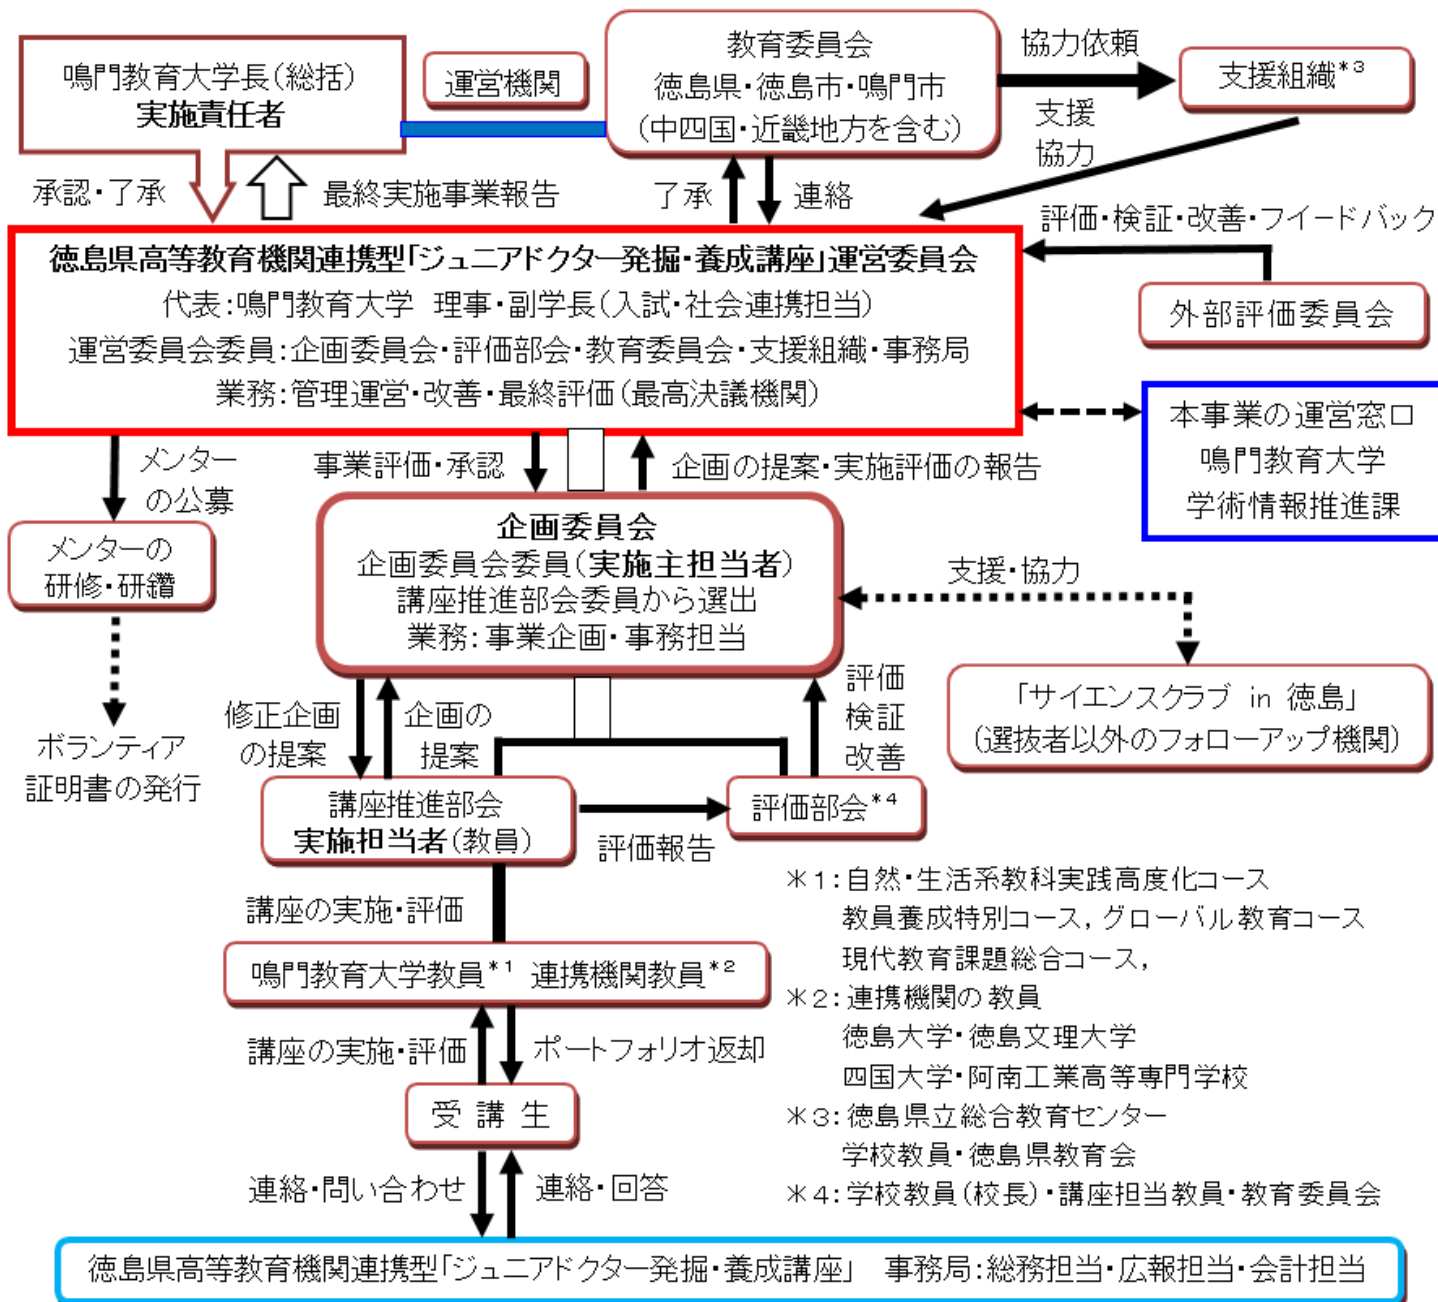 鳴門教育大学長(総括)
実施責任者
運営機関
教育委員会
徳島県・徳島市・鳴門市
(中四国・近畿地方を含む)
協力依頼
支援組織*3
支援
協力
承認・了承
最終実施事業報告
了承
連絡
評価・検証・改善・フイードバック
徳島県高等教育機関連携型「ジュニアドクター発掘・養成講座」運営委員会
代表:鳴門教育大学 理事・副学長(入試・社会連携担当)
運営委員会委員:企画委員会・評価部会・教育委員会・支援組織・事務局
業務:管理運営・改善・最終評価(最高決議機関)
外部評価委員会
本事業の運営窓口
鳴門教育大学
学術情報推進課
メンター
の公募
事業評価・承認
企画の提案・実施評価の報告
メンターの
研修・研鑽
企画委員会
企画委員会委員(実施主担当者)
講座推進部会委員から選出
業務:事業企画・事務担当
支援・協力
「サイエンスクラブ in 徳島」
(選抜者以外のフォローアップ機関)
ボランティア
証明書の発行
修正企画
の提案
企画の
提案
評価
検証
改善
講座推進部会
実施担当者(教員)
評価報告
評価部会*4
講座の実施・評価
鳴門教育大学教員*1 連携機関教員*2
講座の実施・評価
ポートフォリオ返却
受 講 生
連絡・問い合わせ
連絡・回答
*1:自然・生活系教科実践高度化コース
教員養成特別コース,グローバル教育コース
現代教育課題総合コース,
*2:連携機関の教員
徳島大学・徳島文理大学
四国大学・阿南工業高等専門学校
*3:徳島県立総合教育センター
学校教員・徳島県教育会
*4:学校教員(校長)・講座担当教員・教育委員会
徳島県高等教育機関連携型「ジュニアドクター発掘・養成講座」 事務局:総務担当・広報担当・会計担当